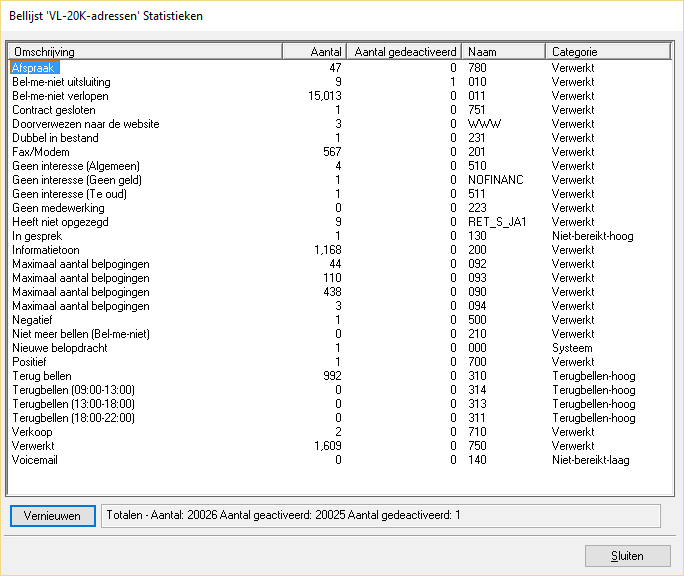 Bellijst 'VL-20K-adressen' Statistieken
Omschrijving Aantal Aantal gedeactiveerd Naam Categorie
Afspraak 47 0 780 Verwerkt
Bel-me-niet uitsluiting 9 1 010 Verwerkt
Bel-me-niet verlopen 15,013 0 011 Verwerkt
Contract gesloten 1 0 751 Verwerkt
Doorverwezen naar de website 3 0 WWW Verwerkt
Dubbel in bestand 1 0 231 Verwerkt
Fax/Modem 567 0 201 Verwerkt
Geen interesse (Algemeen) 4 0 510 Verwerkt
Geen interesse (Geen geld) 1 0 NOFINANC Verwerkt
Geen interesse (Te oud) 1 0 511 Verwerkt
Geen medewerking 0 0 223 Verwerkt
Heeft niet opgezegd 9 0 RET_S_JA1 Verwerkt
In gesprek 1 0 130 Niet-bereikt-hoog
Informatietoon 1,168 0 200 Verwerkt
Maximaal aantal belpogingen 44 0 092 Verwerkt
Maximaal aantal belpogingen 110 0 093 Verwerkt
Maximaal aantal belpogingen 438 0 090 Verwerkt
Maximaal aantal belpogingen 3 0 094 Verwerkt
Negatief 1 0 500 Verwerkt
Niet meer bellen (Bel-me-niet) 0 0 210 Verwerkt
Nieuwe belopdracht 1 0 000 Systeem
Positief 1 0 700 Verwerkt
Terug bellen 992 0 310 Terugbellen-hoog
Terugbellen (09:00-13:00) 0 0 314 Terugbellen-hoog
Terugbellen (13:00-18:00) 0 0 313 Terugbellen-hoog
Terugbellen (18:00-22:00) 0 0 311 Terugbellen-hoog
Verkoop 2 0 710 Verwerkt
Verwerkt 1,609 0 750 Verwerkt
Voicemail 0 0 140 Niet-bereikt-laag
Vernieuwen Totalen - Aantal: 20026 Aantal geactiveerd: 20025 Aantal gedeactiveerd: 1
Sluiten